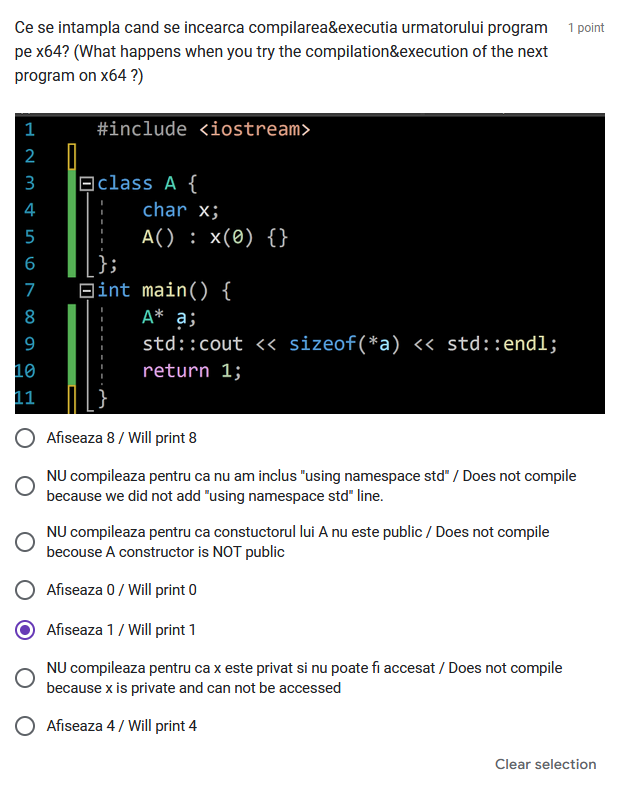 Ce se intampla cand se incearca compilarea&executia urmatorului program
1 point
pe x64? (What happens when you try the compilation&execution of the next
program on x64 ?)
1 #include <iostream>
2
3 class A {
4 char x;
5 A() : x(0) {}
6 };
7 int main() {
8 A* a;
9 std::cout << sizeof(*a) << std::endl;
10 return 1;
11 }
Afiseaza 8 / Will print 8
NU compileaza pentru ca nu am inclus "using namespace std" / Does not compile
because we did not add "using namespace std" line.
NU compileaza pentru ca constuctorul lui A nu este public / Does not compile
becouse A constructor is NOT public
Afiseaza 0 / Will print 0
Afiseaza 1 / Will print 1
NU compileaza pentru ca x este privat si nu poate fi accesat / Does not compile
because x is private and can not be accessed
Afiseaza 4 / Will print 4
Clear selection